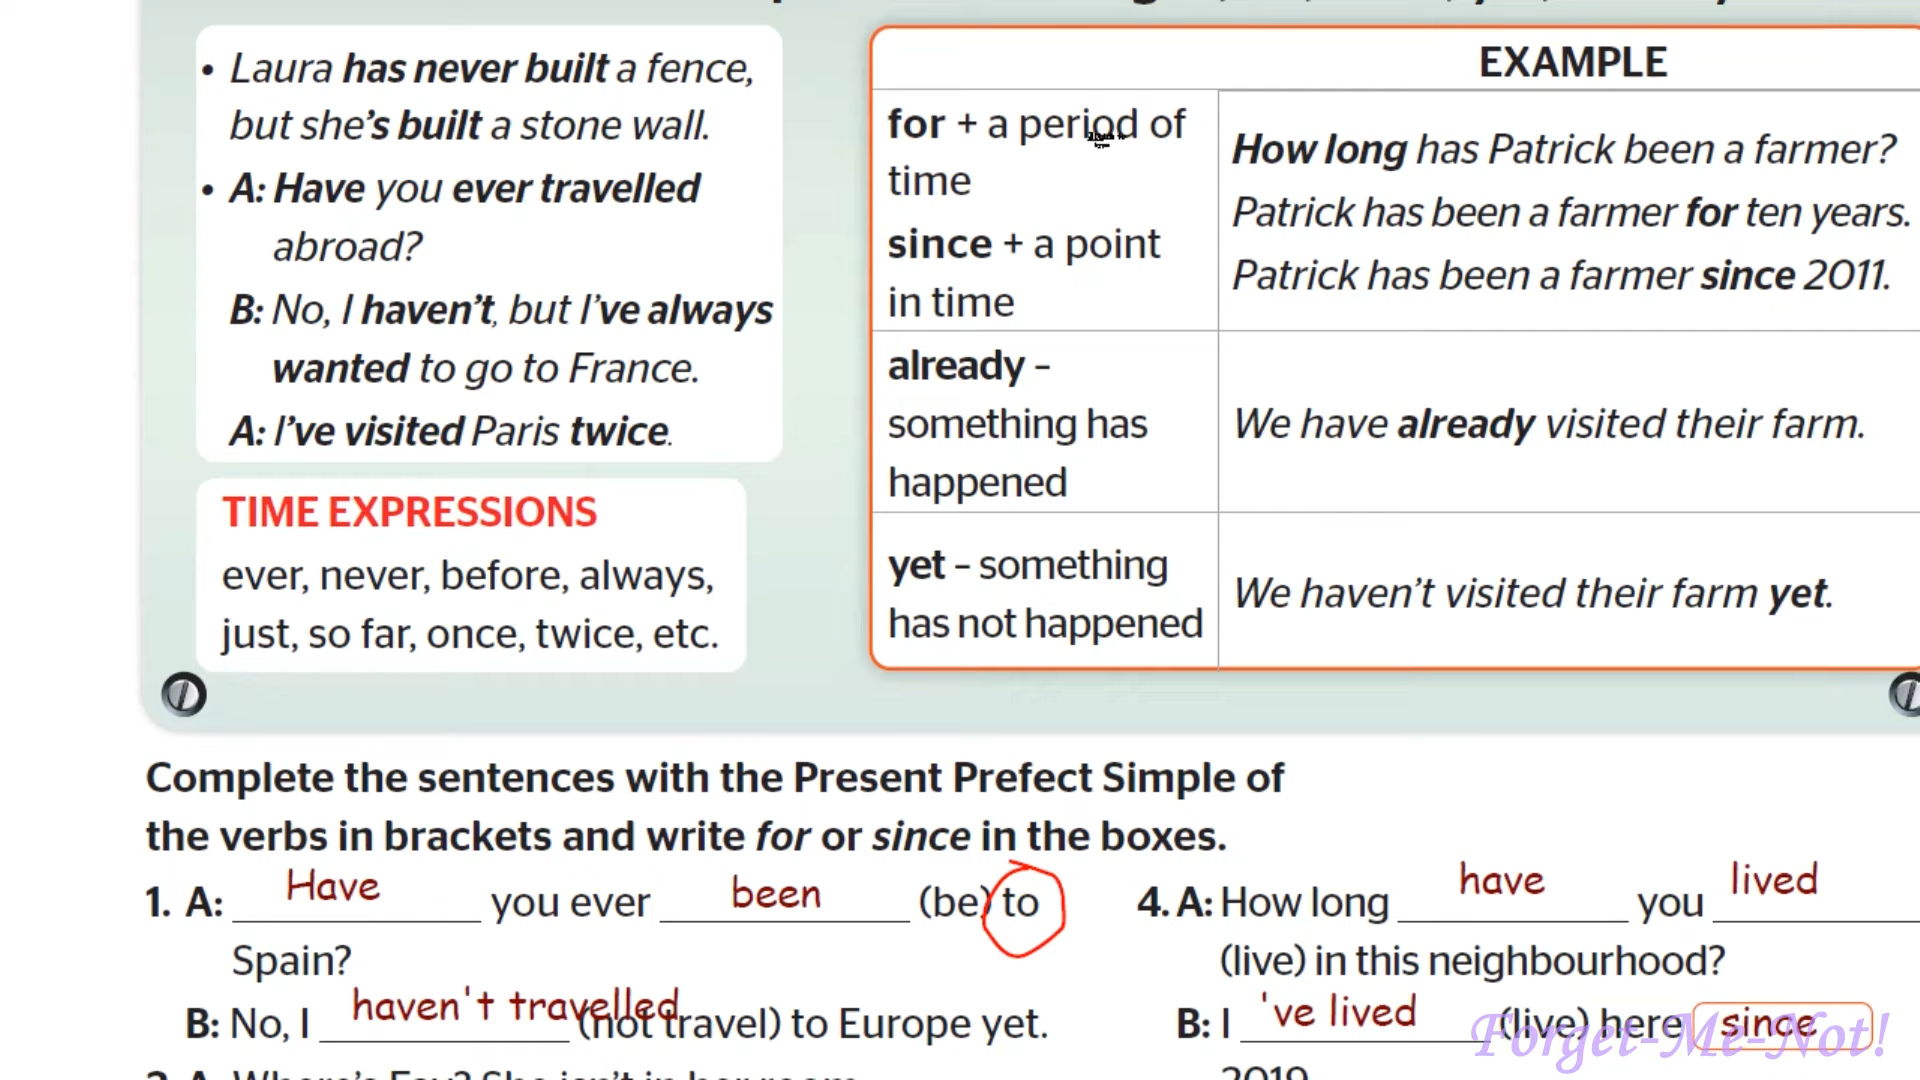 • Laura has never built a fence,
but she's built a stone wall.
• A: Have you ever travelled
abroad?
B: No, I haven't, but I've always
wanted to go to France.
A: I've visited Paris twice.
TIME EXPRESSIONS
ever, never, before, always,
just, so far, once, twice, etc.
EXAMPLE
for + a period of
time
since + a point
in time
How long has Patrick been a farmer?
Patrick has been a farmer for ten years.
Patrick has been a farmer since 2011.
already –
something has
happened
We have already visited their farm.
yet – something
has not happened
We haven't visited their farm yet.
Complete the sentences with the Present Prefect Simple of
the verbs in brackets and write for or since in the boxes.
1. A: Have you ever been (be) to
Spain?
B: No, I haven't travelled (not travel) to Europe yet.
4. A: How long have you lived
(live) in this neighbourhood?
B: I 've lived (live) here since
2019
Forget-Me-Not!